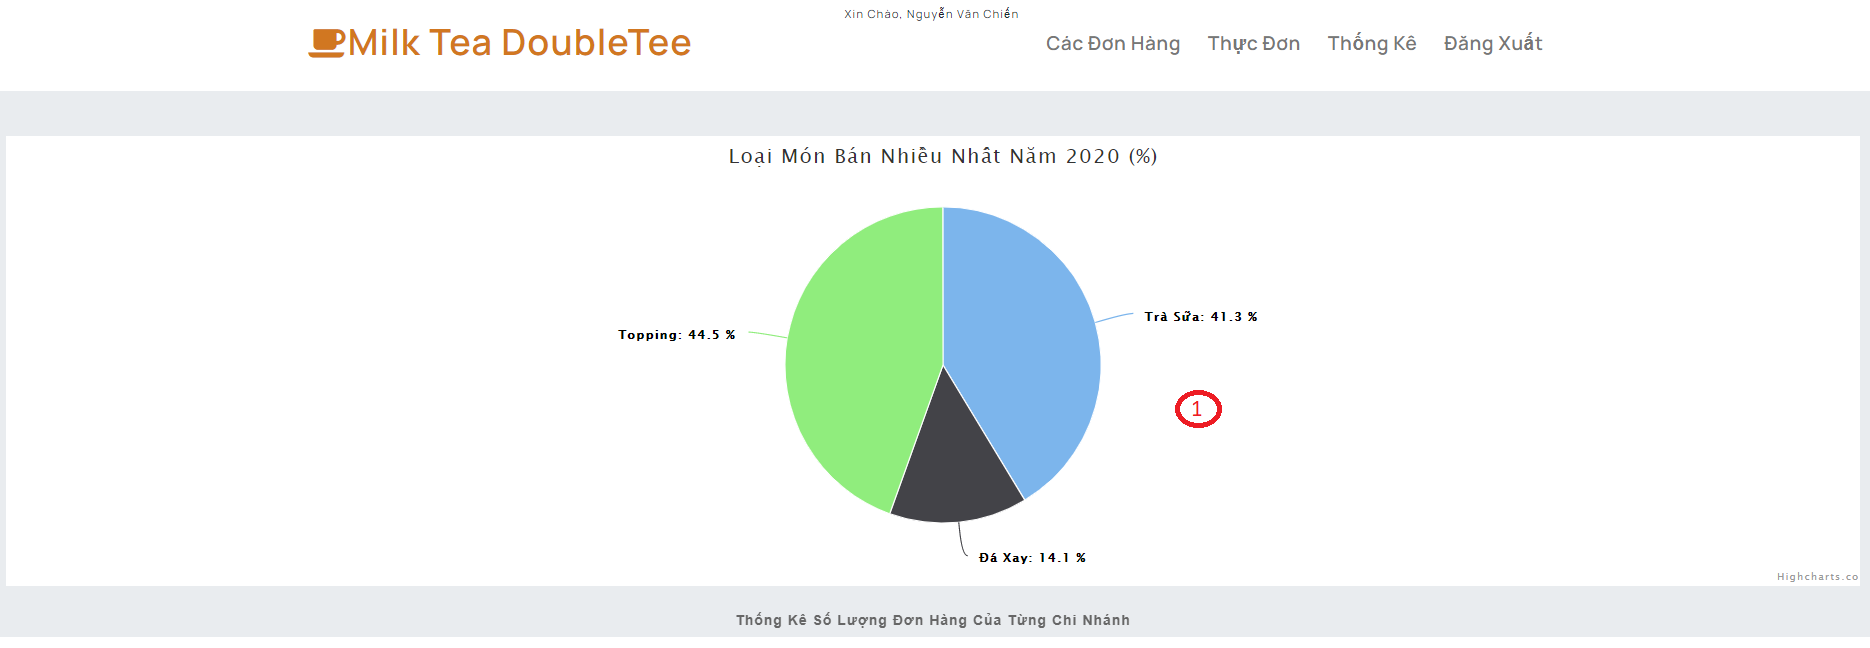 Xin Chào, Nguyễn Văn Chiến
Milk Tea DoubleTee
Các Đơn Hàng Thực Đơn Thống Kê Đăng Xuất
Loại Món Bán Nhiều Nhất Năm 2020 (%)
Trà Sữa: 41.3 %
Topping: 44.5 %
1
Đá Xay: 14.1 %
Highcharts.co
Thống Kê Số Lượng Đơn Hàng Của Từng Chi Nhánh